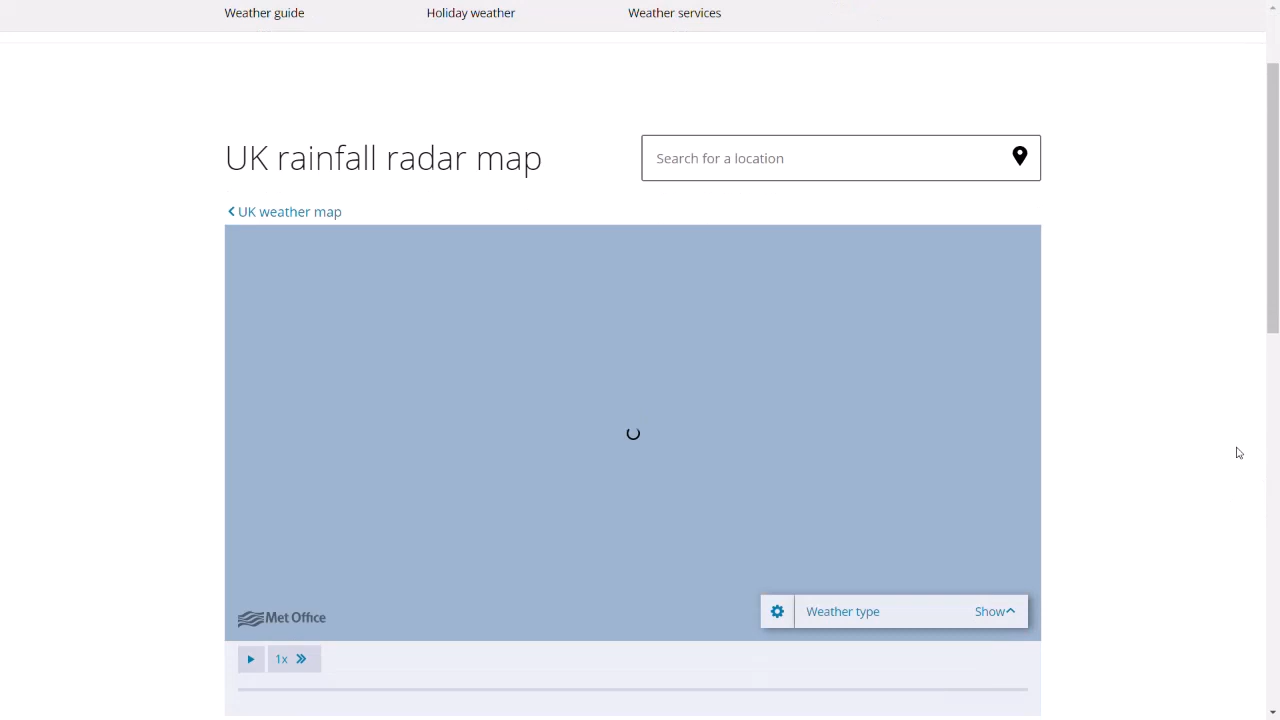 Weather guide
Holiday weather
Weather services
UK rainfall radar map
Search for a location
UK weather map
Met Office
Weather type
Show
1x